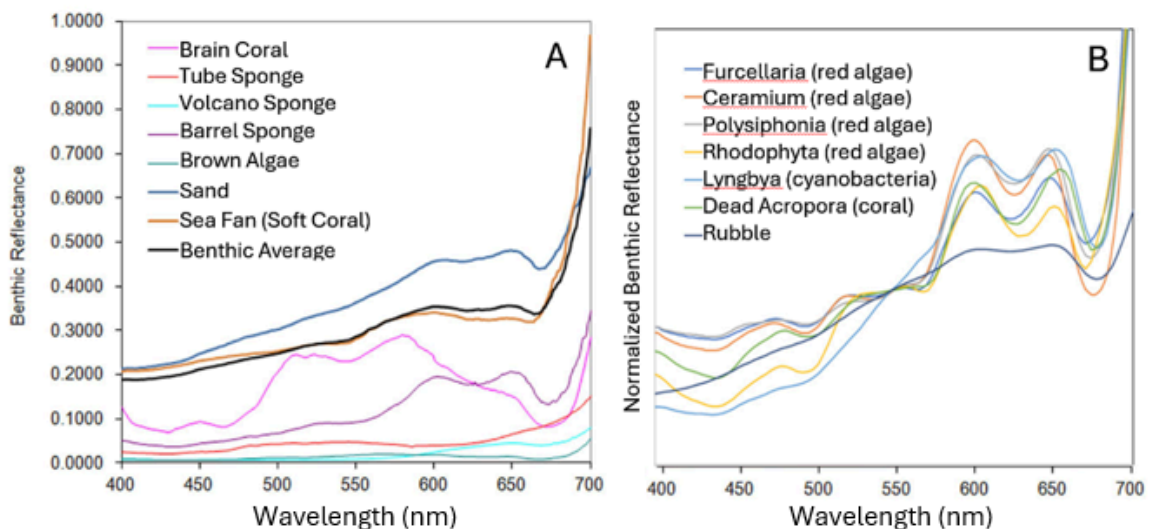 A
Benthic Reflectance
1.0000
0.9000
0.8000
0.7000
0.6000
0.5000
0.4000
0.3000
0.2000
0.1000
0.0000
Brain Coral
Tube Sponge
Volcano Sponge
Barrel Sponge
Brown Algae
Sand
Sea Fan (Soft Coral)
Benthic Average
400 450 500 550 600 650 700
Wavelength (nm)
B
Normalized Benthic Reflectance
Furcellaria (red algae)
Ceramium (red algae)
Polysiphonia (red algae)
Rhodophyta (red algae)
Lyngbya (cyanobacteria)
Dead Acropora (coral)
Rubble
400 450 500 550 600 650 700
Wavelength (nm)